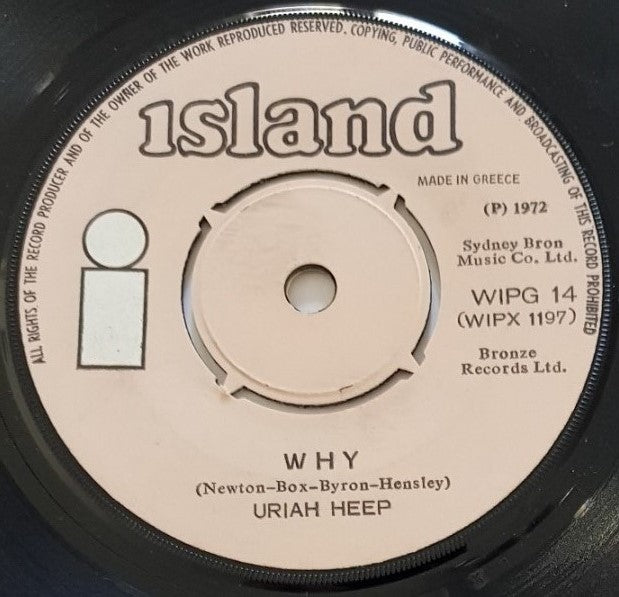 ALL RIGHTS OF THE RECORD PRODUCER AND OF THE OWNER OF THE WORK REPRODUCED RESERVED. COPYING, PUBLIC PERFORMANCE AND BROADCASTING OF THIS RECORD PROHIBITED
island
MADE IN GREECE
(P) 1972
Sydney Bron
Music Co. Ltd.
i
WIPG 14
(WIPX 1197)
Bronze
Records Ltd.
WHY
(Newton-Box-Byron-Hensley)
URIAH HEEP